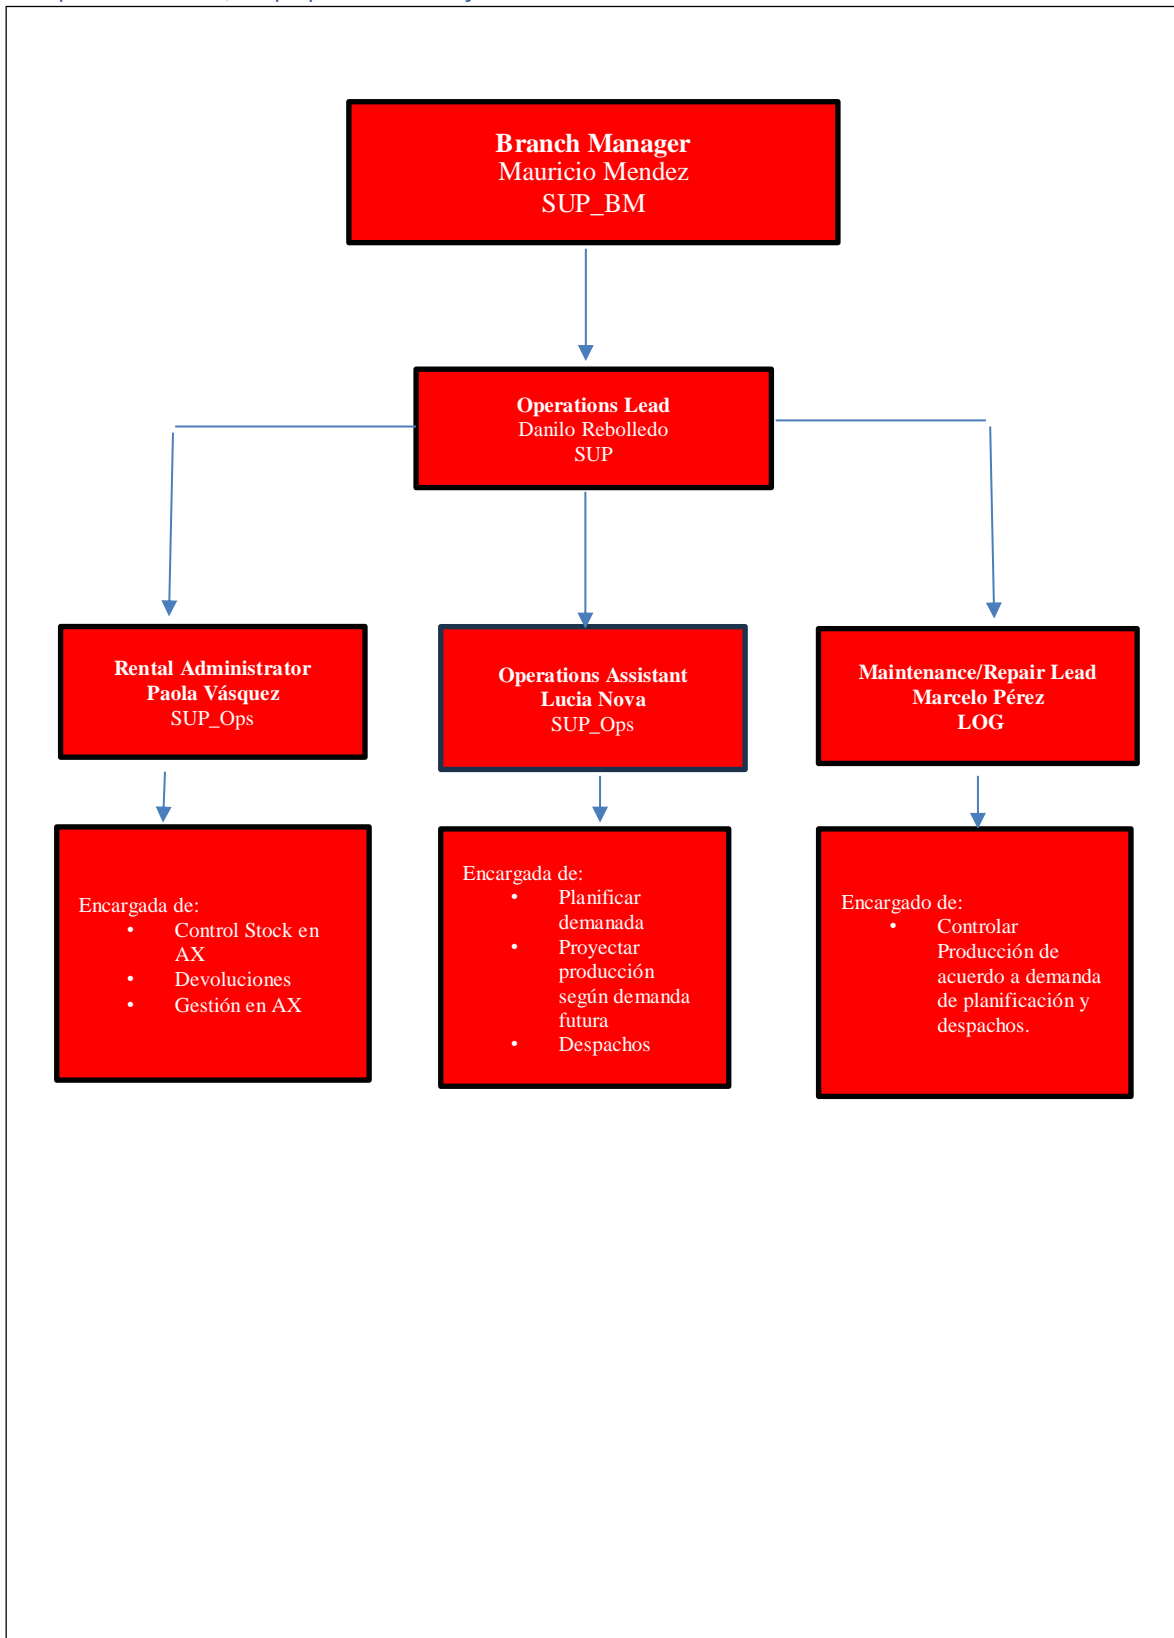 Branch Manager
Mauricio Mendez
SUP_BM
Operations Lead
Danilo Rebolledo
SUP
Rental Administrator
Paola Vásquez
SUP_Ops
Operations Assistant
Lucia Nova
SUP_Ops
Maintenance/Repair Lead
Marcelo Pérez
LOG
Encargada de:
• Control Stock en
AX
• Devoluciones
• Gestión en AX
Encargada de:
• Planificar
demanada
• Proyectar
producción
según demanda
futura
• Despachos
Encargado de:
• Controlar
Producción de
acuerdo a demanda
de planificación y
despachos.